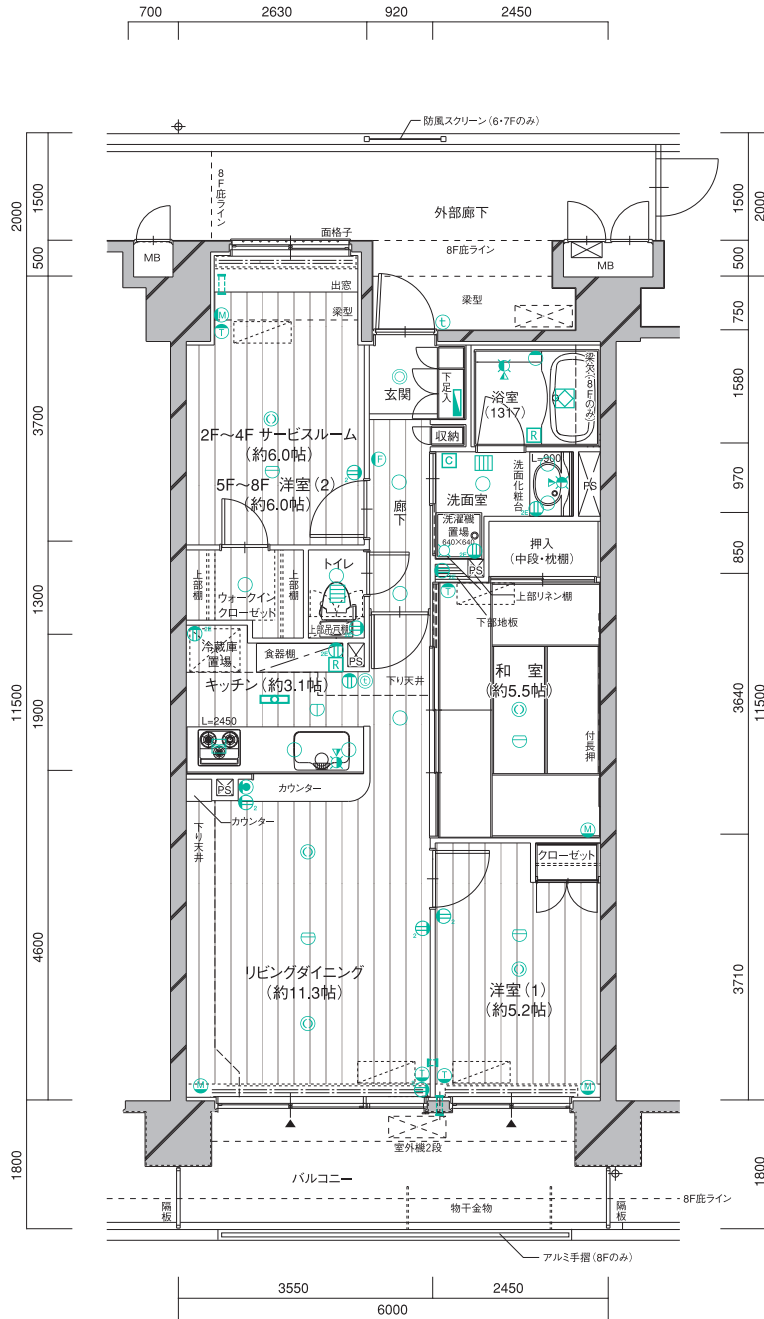 700 2630 920 2450
防風スクリーン(6・7Fのみ)
8F庇ライン
外部廊下
面格子
8F庇ライン
MB
MB
出窓
梁型
梁型
2000
1500
500
3700
1300
1900
11500
4600
1800
1500
2000
500
750
1580
970
850
3640
11500
3710
1800
M
T
t
玄関
下足入
浴室
(1317)
梁欠(8Fのみ)
R
2F〜4F サービスルーム
(約6.0帖)
5F〜8F 洋室(2)
(約6.0帖)
2
F
収納
C
L=900
洗面化粧台
洗面室
2E
PS
廊下
洗濯機
置場
640×640
2E
押入
(中段・枕棚)
PS
トイレ
上部棚
ウォークイン
クローゼット
上部棚
上部吊戸棚
T
上部リネン棚
下部地板
冷蔵庫
置場
食器棚
2E
R
PS
t
下り天井
キッチン(約3.1帖)
和 室
(約5.5帖)
付長押
L=2450
PS
カウンター
2
カウンター
下り天井
M
クローゼット
2
2
リビングダイニング
(約11.3帖)
洋室(1)
(約5.2帖)
M
T
T
M
室外機2段
バルコニー
8F庇ライン
隔板
物干金物
隔板
アルミ手摺(8Fのみ)
3550 2450
6000